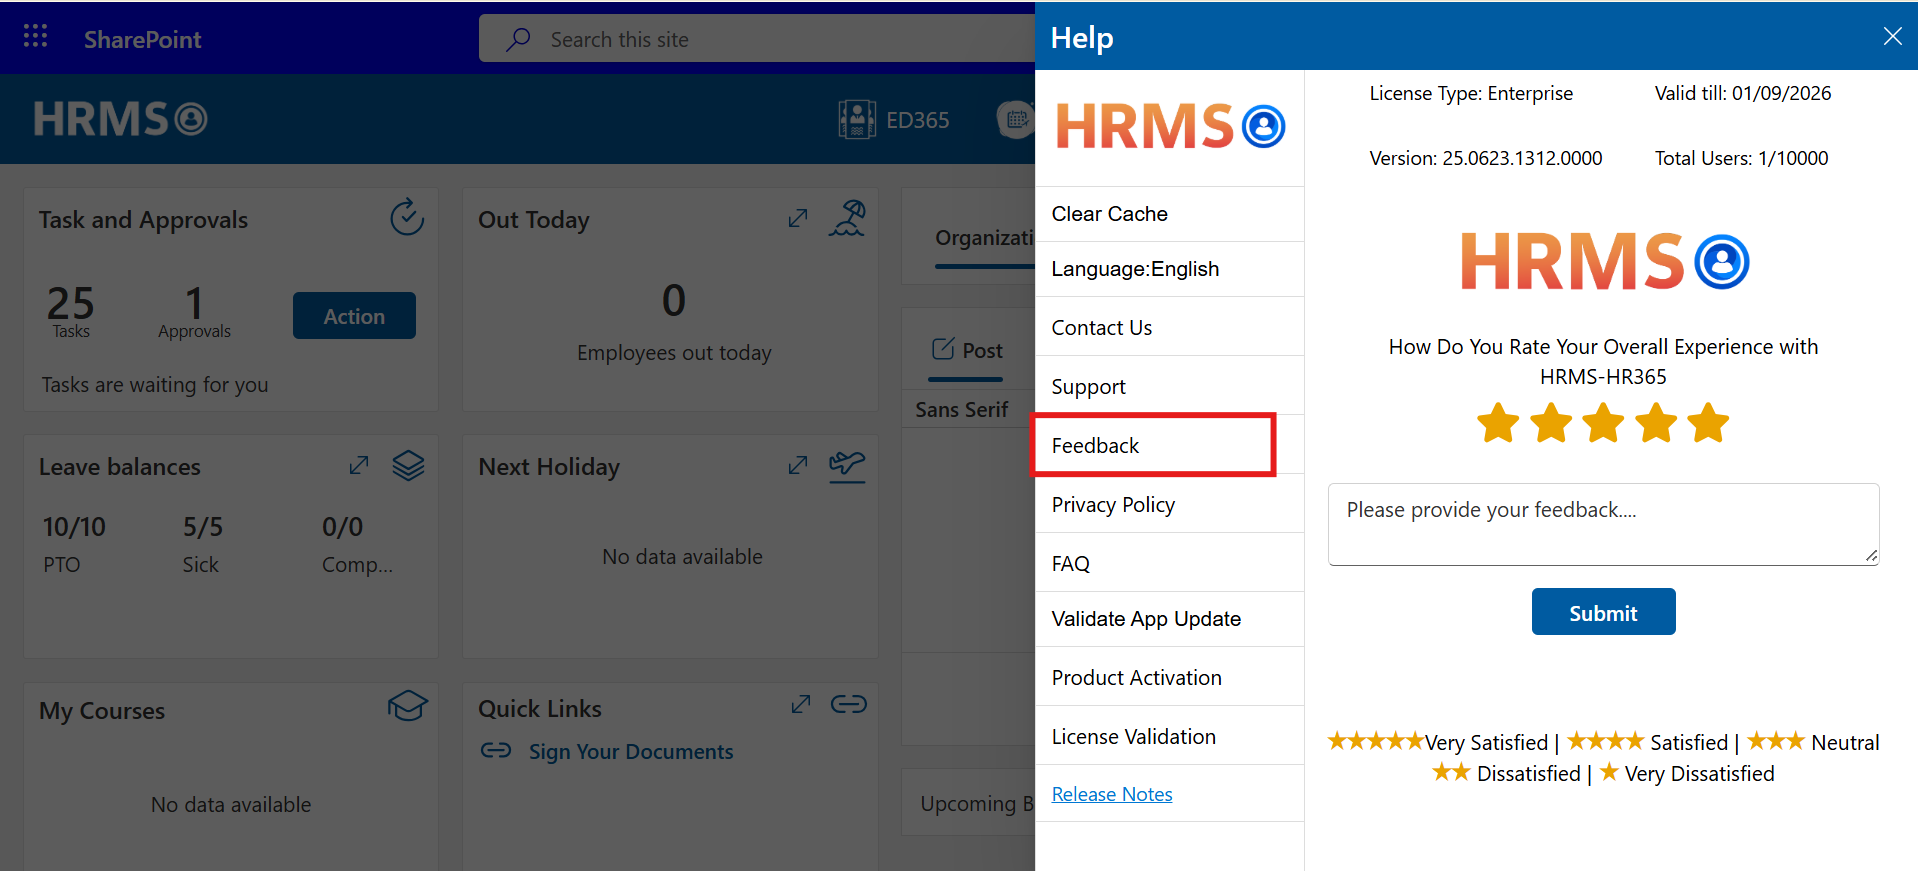 SharePoint
Search this site
HRMS
ED365
Task and Approvals
25
Tasks
1
Approvals
Action
Tasks are waiting for you
Out Today
0
Employees out today
Organizati
Post
Sans Serif
Leave balances
10/10
PTO
5/5
Sick
0/0
Comp...
Next Holiday
No data available
My Courses
No data available
Quick Links
Sign Your Documents
Upcoming B
Help
HRMS
Clear Cache
Language:English
Contact Us
Support
Feedback
Privacy Policy
FAQ
Validate App Update
Product Activation
License Validation
Release Notes
License Type: Enterprise
Valid till: 01/09/2026
Version: 25.0623.1312.0000
Total Users: 1/10000
HRMS
How Do You Rate Your Overall Experience with
HRMS-HR365
Please provide your feedback....
Submit
★★★★★Very Satisfied | ★★★★ Satisfied | ★★★ Neutral
★★ Dissatisfied | ★ Very Dissatisfied